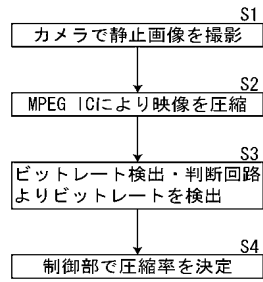 S1
カメラで静止画像を撮影
S2
MPEG ICにより映像を圧縮
S3
ビットレート検出・判断回路
よりビットレートを検出
S4
制御部で圧縮率を決定